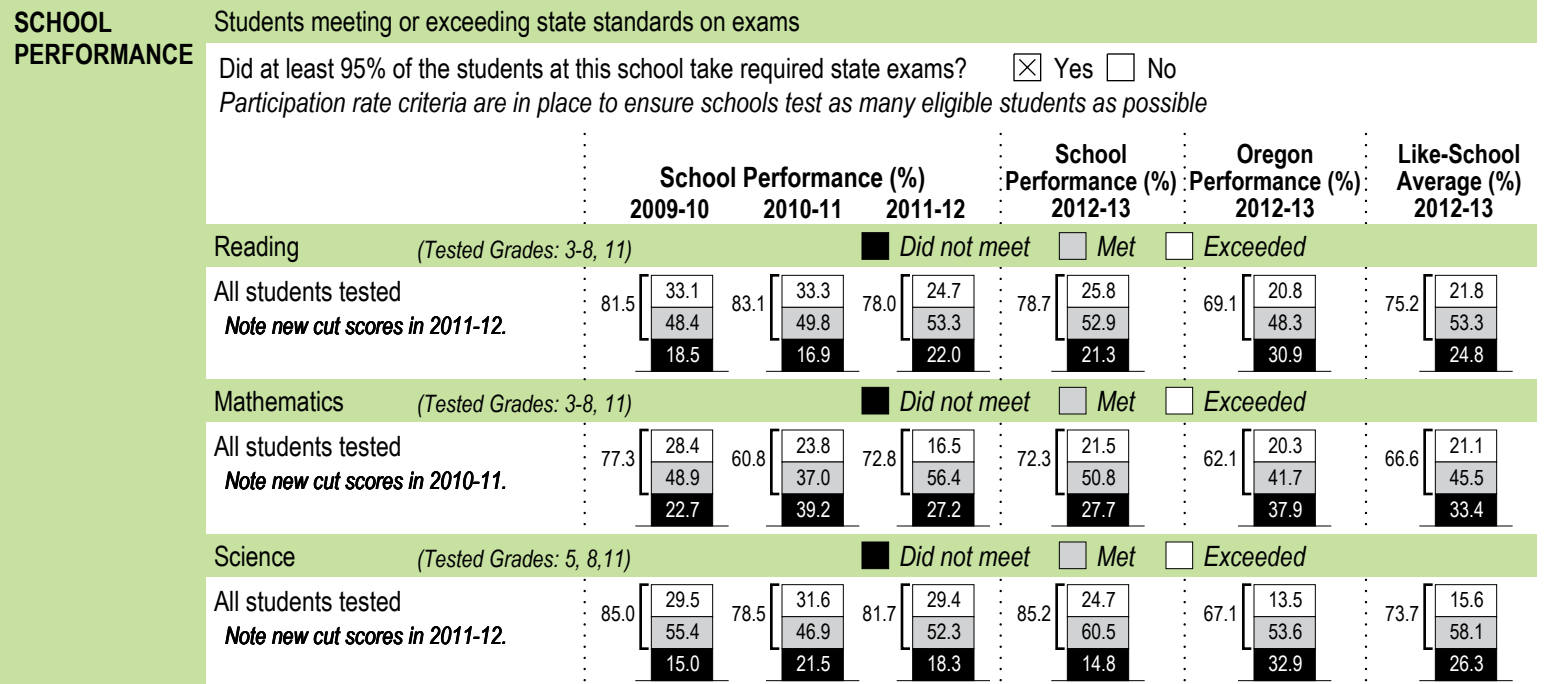 SCHOOL PERFORMANCE
Students meeting or exceeding state standards on exams
Did at least 95% of the students at this school take required state exams? ☒ Yes ☐ No
Participation rate criteria are in place to ensure schools test as many eligible students as possible
School Performance (%)
2009-10 2010-11 2011-12
School Performance (%) 2012-13
Oregon Performance (%) 2012-13
Like-School Average (%) 2012-13
Reading (Tested Grades: 3-8, 11) Did not meet Met Exceeded
All students tested
Note new cut scores in 2011-12.
81.5 33.1 48.4 18.5
83.1 33.3 49.8 16.9
78.0 24.7 53.3 22.0
78.7 25.8 52.9 21.3
69.1 20.8 48.3 30.9
75.2 21.8 53.3 24.8
Mathematics (Tested Grades: 3-8, 11) Did not meet Met Exceeded
All students tested
Note new cut scores in 2010-11.
77.3 28.4 48.9 22.7
60.8 23.8 37.0 39.2
72.8 16.5 56.4 27.2
72.3 21.5 50.8 27.7
62.1 20.3 41.7 37.9
66.6 21.1 45.5 33.4
Science (Tested Grades: 5, 8,11) Did not meet Met Exceeded
All students tested
Note new cut scores in 2011-12.
85.0 29.5 55.4 15.0
78.5 31.6 46.9 21.5
81.7 29.4 52.3 18.3
85.2 24.7 60.5 14.8
67.1 13.5 53.6 32.9
73.7 15.6 58.1 26.3